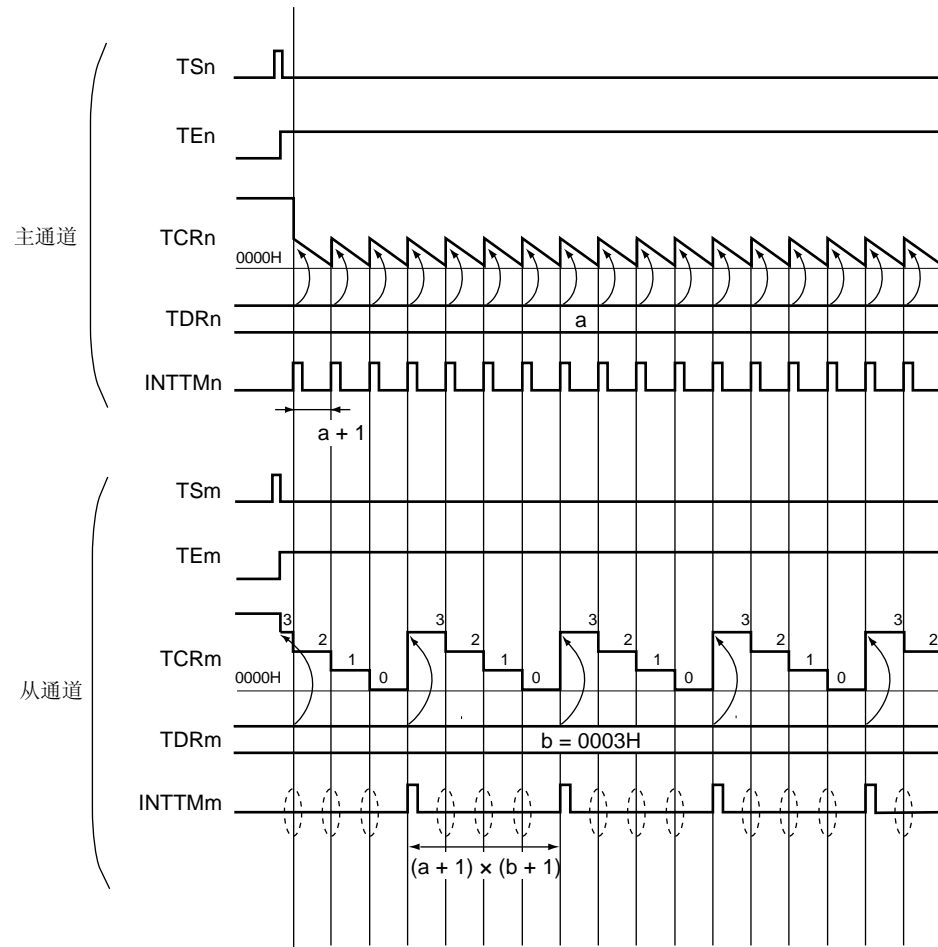 主通道
TSn
TEn
TCRn
0000H
TDRn
a
INTTMn
a + 1
从通道
TSm
TEm
TCRm
3 2 1 0 3 2 1 0 3 2 1 0 3 2 1 0 3 2
0000H
TDRm
b = 0003H
INTTMm
(a + 1) × (b + 1)